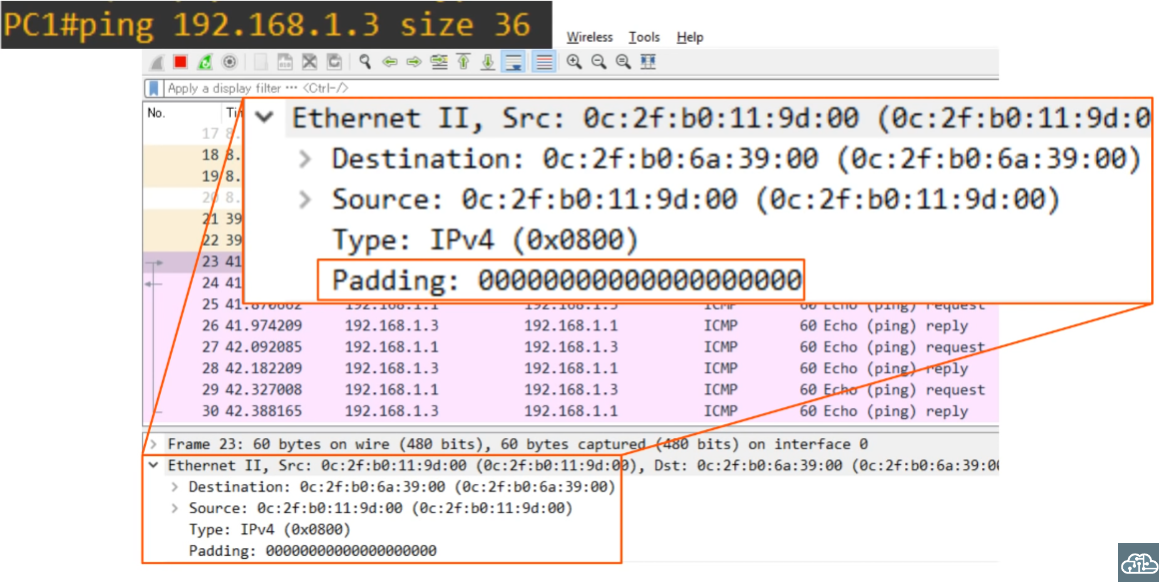 PC1#ping 192.168.1.3 size 36
Wireless Tools Help
Apply a display filter ··· <Ctrl-/>
No.
17 8.
18 8.
19 8.
20 8.
21 39
22 39
23 41
24 41
Ethernet II, Src: 0c:2f:b0:11:9d:00 (0c:2f:b0:11:9d:0
Destination: 0c:2f:b0:6a:39:00 (0c:2f:b0:6a:39:00)
Source: 0c:2f:b0:11:9d:00 (0c:2f:b0:11:9d:00)
Type: IPv4 (0x0800)
Padding: 00000000000000000000
25 41.876662 192.168.1.1 192.168.1.3 ICMP 60 Echo (ping) request
26 41.974209 192.168.1.3 192.168.1.1 ICMP 60 Echo (ping) reply
27 42.092085 192.168.1.1 192.168.1.3 ICMP 60 Echo (ping) request
28 42.182209 192.168.1.3 192.168.1.1 ICMP 60 Echo (ping) reply
29 42.327008 192.168.1.1 192.168.1.3 ICMP 60 Echo (ping) request
30 42.388165 192.168.1.3 192.168.1.1 ICMP 60 Echo (ping) reply
Frame 23: 60 bytes on wire (480 bits), 60 bytes captured (480 bits) on interface 0
Ethernet II, Src: 0c:2f:b0:11:9d:00 (0c:2f:b0:11:9d:00), Dst: 0c:2f:b0:6a:39:00 (0c:2f:b0:6a:39:00
Destination: 0c:2f:b0:6a:39:00 (0c:2f:b0:6a:39:00)
Source: 0c:2f:b0:11:9d:00 (0c:2f:b0:11:9d:00)
Type: IPv4 (0x0800)
Padding: 00000000000000000000